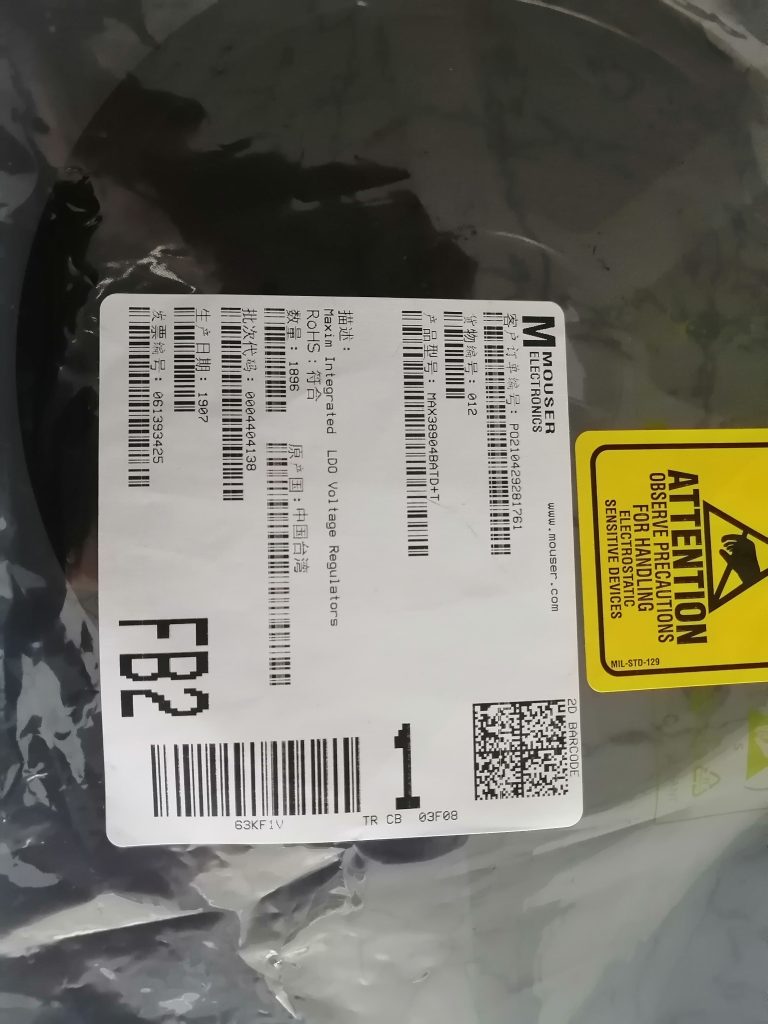 MOUSER
ELECTRONICS
www.mouser.com
客户订单编号: PO210429281761
货物编号: 012
产品型号: MAX38904BATD+T/
描述:
Maxim Integrated LDO Voltage Regulators
RoHS: 符合
数量: 1896
原产国: 中国台湾
批次代码: 0004404138
生产日期: 1907
发票编号: 061393425
2D BARCODE
1
TR CB 03F08
FB2
63KF1V
ATTENTION
OBSERVE PRECAUTIONS
FOR HANDLING
ELECTROSTATIC
SENSITIVE DEVICES
MIL-STD-129